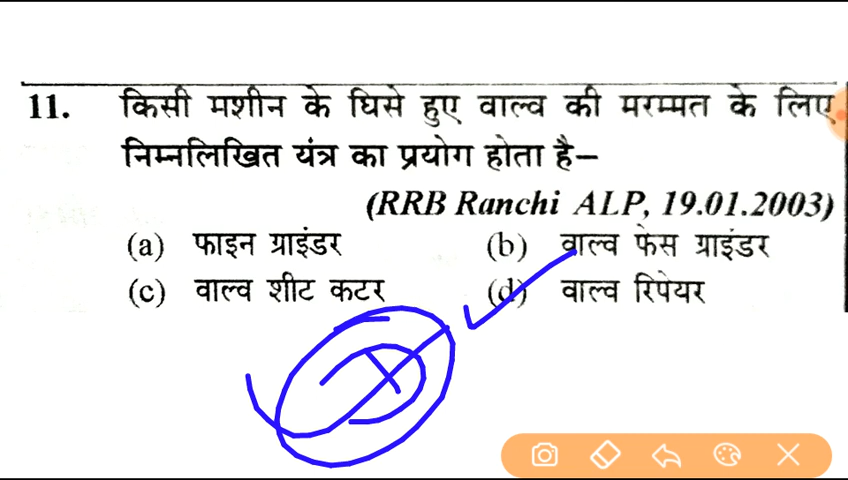 11. किसी मशीन के घिसे हुए वाल्व की मरम्मत के लिए
निम्नलिखित यंत्र का प्रयोग होता है–
(RRB Ranchi ALP, 19.01.2003)
(a) फाइन ग्राइंडर (b) वाल्व फेस ग्राइंडर
(c) वाल्व शीट कटर (d) वाल्व रिपेयर